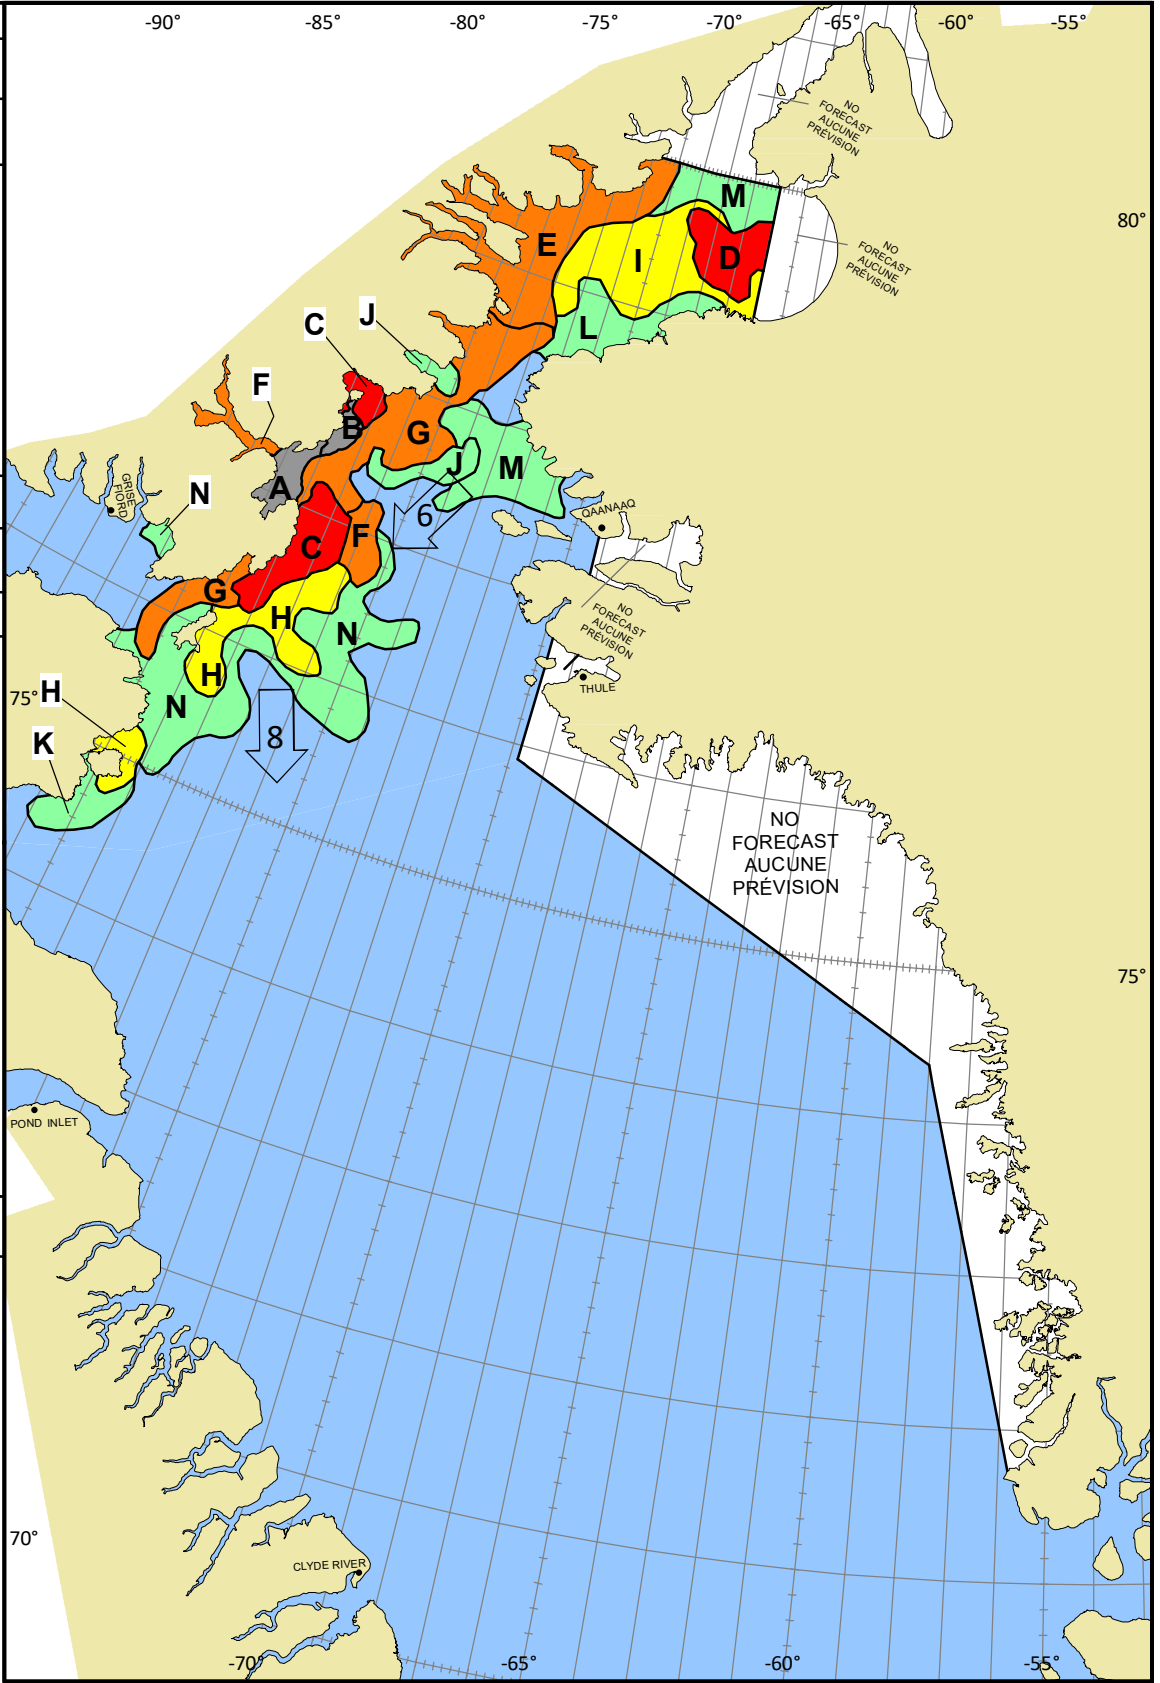 -90°
-85°
-80°
-75°
-70°
-65°
-60°
-55°
NO
FORECAST
AUCUNE
PRÉVISION
M
80°
E
I
D
NO
FORECAST
AUCUNE
PRÉVISION
J
C
L
F
B
G
J
M
GRISE
FIORD
N
A
6
QAANAAQ
F
C
G
H
N
NO
FORECAST
AUCUNE
PRÉVISION
H
THULE
75°
H
N
K
8
NO
FORECAST
AUCUNE
PRÉVISION
75°
POND INLET
70°
CLYDE RIVER
-70°
-65°
-60°
-55°